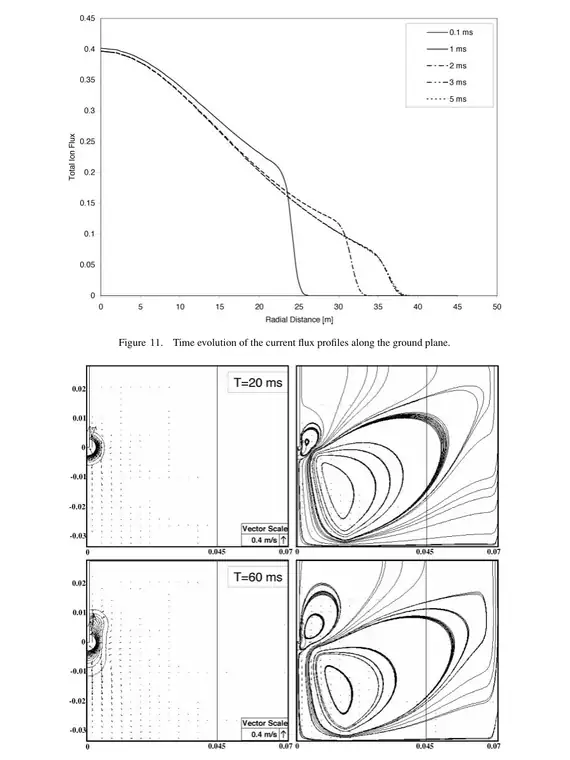 0.45
0.4
0.35
0.3
0.25
0.2
0.15
0.1
0.05
0
Total Ion Flux
0.1 ms
1 ms
2 ms
3 ms
5 ms
0 5 10 15 20 25 30 35 40 45 50
Radial Distance [m]
Figure 11. Time evolution of the current flux profiles along the ground plane.
T=20 ms
0.02
0.01
0
-0.01
-0.02
-0.03
Vector Scale
0.4 m/s ↑
0 0.045 0.07 0 0.045 0.07
T=60 ms
0.02
0.01
0
-0.01
-0.02
-0.03
Vector Scale
0.4 m/s ↑
0 0.045 0.07 0 0.045 0.07